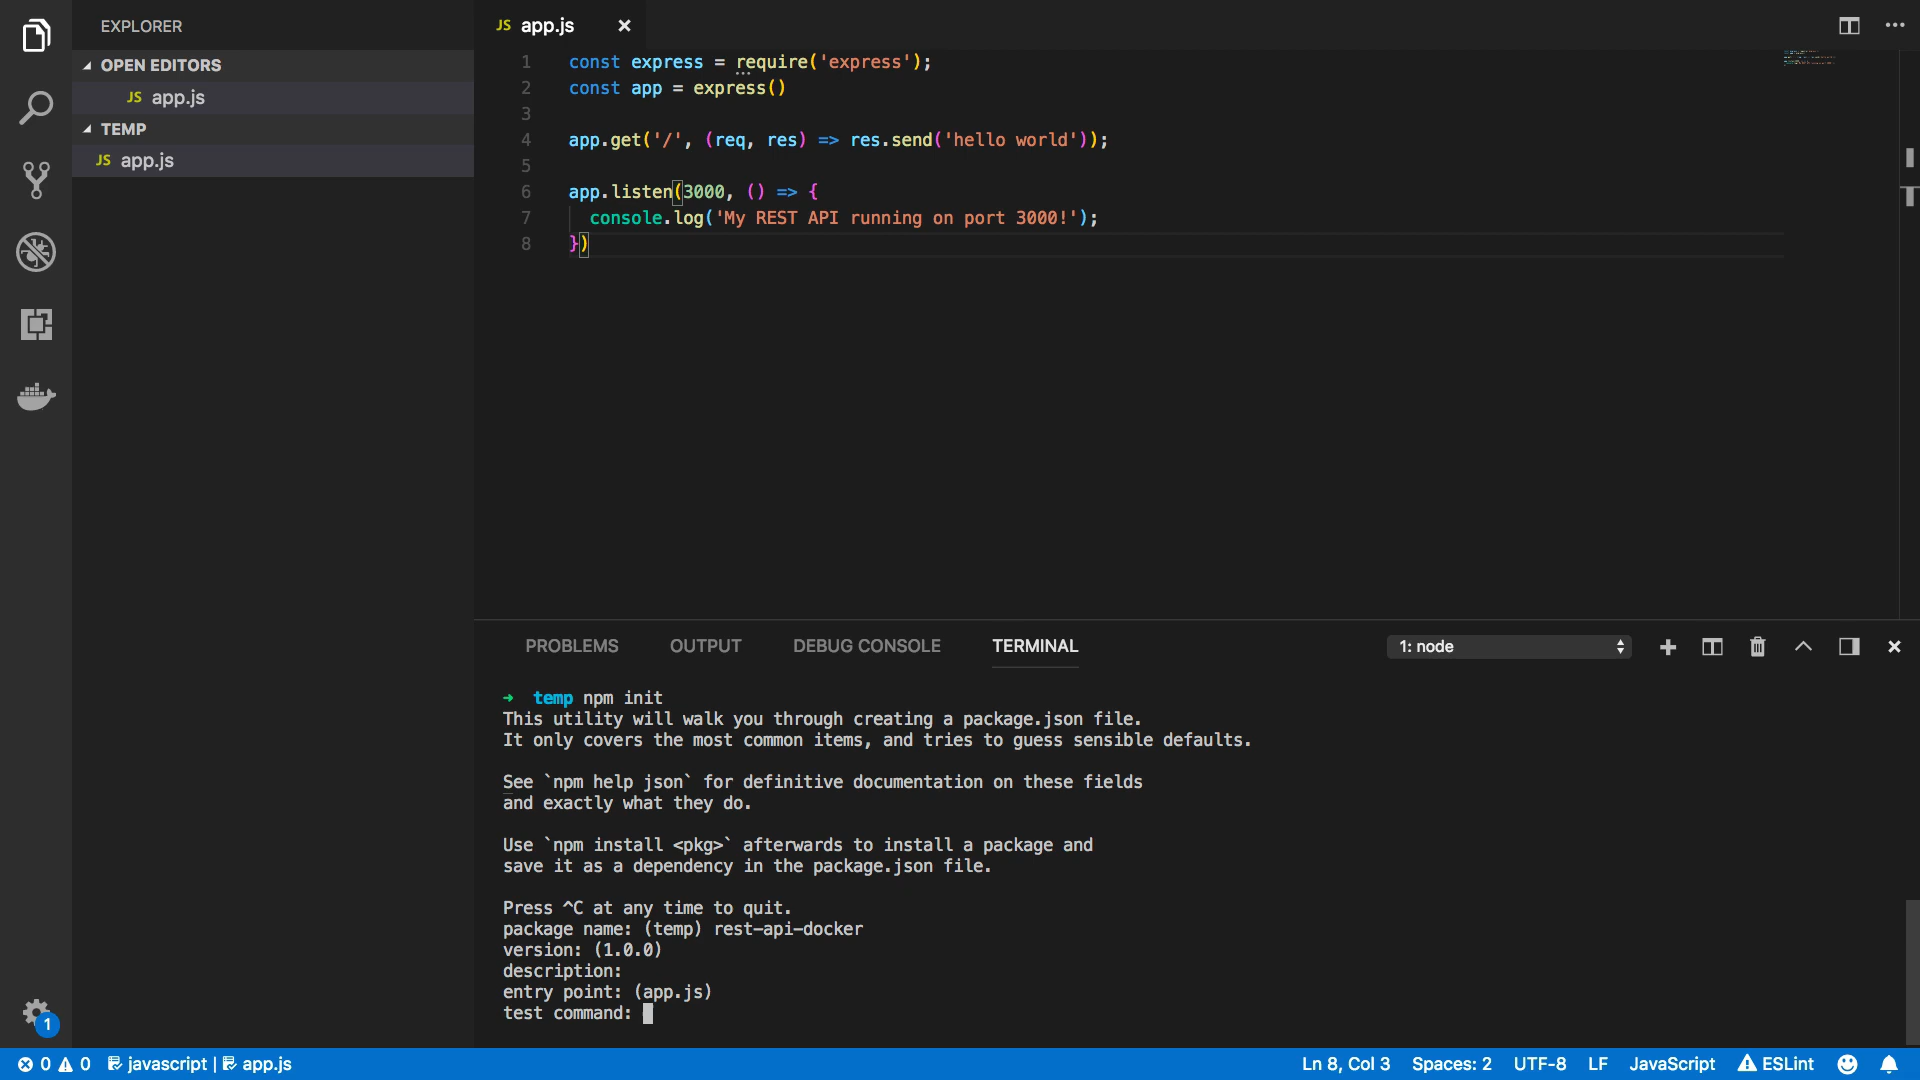 EXPLORER
OPEN EDITORS
JS app.js
TEMP
JS app.js
JS app.js
1 const express = require('express');
2 const app = express()
3
4 app.get('/', (req, res) => res.send('hello world'));
5
6 app.listen(3000, () => {
7 console.log('My REST API running on port 3000!');
8 })
PROBLEMS OUTPUT DEBUG CONSOLE TERMINAL 1: node
➜ temp npm init
This utility will walk you through creating a package.json file.
It only covers the most common items, and tries to guess sensible defaults.
See `npm help json` for definitive documentation on these fields
and exactly what they do.
Use `npm install <pkg>` afterwards to install a package and
save it as a dependency in the package.json file.
Press ^C at any time to quit.
package name: (temp) rest-api-docker
version: (1.0.0)
description:
entry point: (app.js)
test command:
1
0 0 javascript | app.js Ln 8, Col 3 Spaces: 2 UTF-8 LF JavaScript ESLint